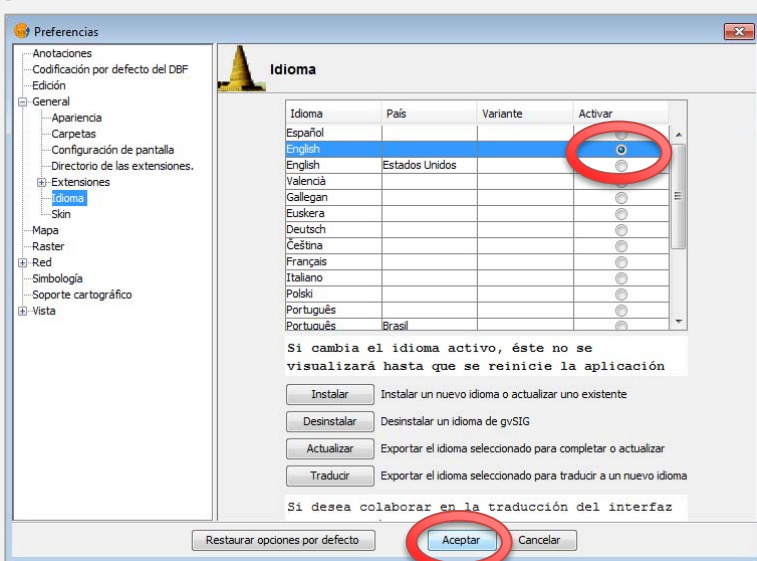 Preferencias
Anotaciones
Codificación por defecto del DBF
Edición
General
Apariencia
Carpetas
Configuración de pantalla
Directorio de las extensiones.
Extensiones
Idioma
Skin
Mapa
Raster
Red
Simbología
Soporte cartográfico
Vista
Idioma
Idioma País Variante Activar
Español
English
English Estados Unidos
Valencià
Gallegan
Euskera
Deutsch
Čeština
Français
Italiano
Polski
Português
Português Brasil
Si cambia el idioma activo, éste no se
visualizará hasta que se reinicie la aplicación
Instalar Instalar un nuevo idioma o actualizar uno existente
Desinstalar Desinstalar un idioma de gvSIG
Actualizar Exportar el idioma seleccionado para completar o actualizar
Traducir Exportar el idioma seleccionado para traducir a un nuevo idioma
Si desea colaborar en la traducción del interfaz
Restaurar opciones por defecto Aceptar Cancelar